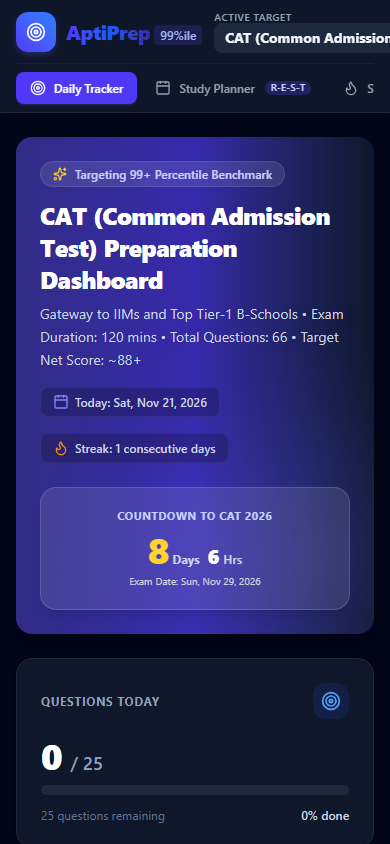 AptiPrep 99%ile
ACTIVE TARGET
CAT (Common Admission
Daily Tracker
Study Planner R-E-S-T
S
Targeting 99+ Percentile Benchmark
CAT (Common Admission
Test) Preparation
Dashboard
Gateway to IIMs and Top Tier-1 B-Schools • Exam
Duration: 120 mins • Total Questions: 66 • Target
Net Score: ~88+
Today: Sat, Nov 21, 2026
Streak: 1 consecutive days
COUNTDOWN TO CAT 2026
8 Days 6 Hrs
Exam Date: Sun, Nov 29, 2026
QUESTIONS TODAY
0 / 25
25 questions remaining
0% done